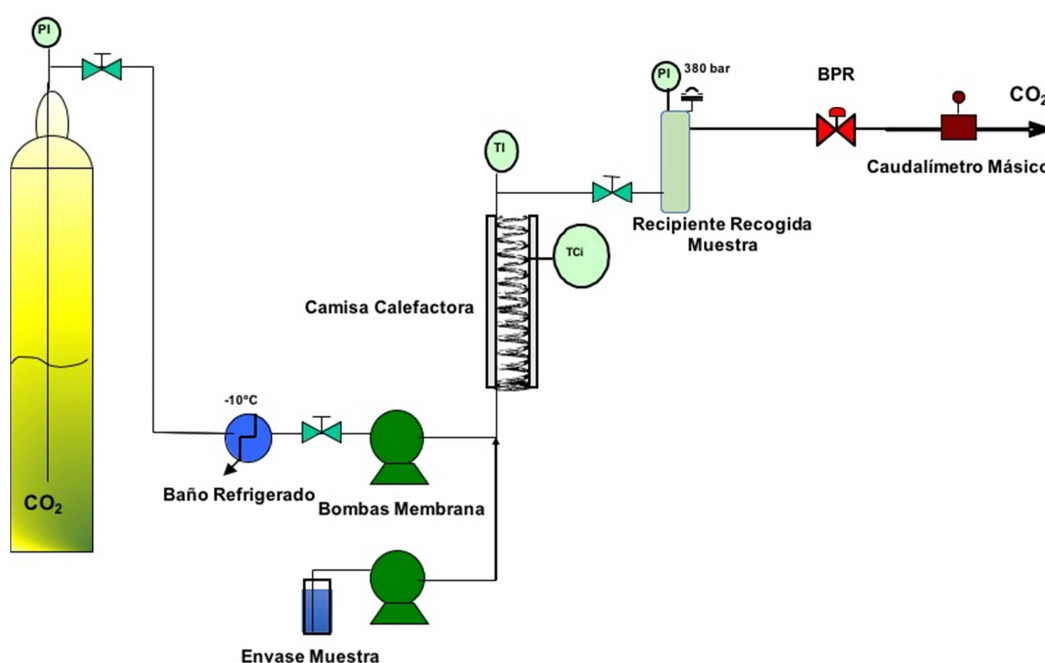 PI
380 bar
PI
BPR
CO₂
TI
Caudalímetro Másico
Recipiente Recogida
Muestra
TCi
Camisa Calefactora
-10ºC
CO₂
Baño Refrigerado
Bombas Membrana
Envase Muestra